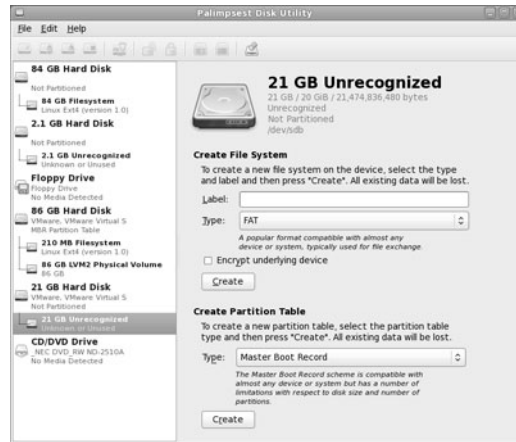 Palimpsest Disk Utility
File Edit Help
84 GB Hard Disk
Not Partitioned
84 GB Filesystem
Linux Ext4 (version 1.0)
2.1 GB Hard Disk
Not Partitioned
2.1 GB Unrecognized
Unknown or Unused
Floppy Drive
Floppy Drive
No Media Detected
86 GB Hard Disk
VMware, VMware Virtual S
MBR Partition Table
210 MB Filesystem
Linux Ext4 (version 1.0)
86 GB LVM2 Physical Volume
86 GB
21 GB Hard Disk
VMware, VMware Virtual S
Not Partitioned
21 GB Unrecognized
Unknown or Unused
CD/DVD Drive
_NEC DVD_RW ND-2510A
No Media Detected
21 GB Unrecognized
21 GB / 20 GiB / 21,474,836,480 bytes
Unrecognized
Not Partitioned
/dev/sdb
Create File System
To create a new file system on the device, select the type
and label and then press "Create". All existing data will be lost.
Label:
Type: FAT
A popular format compatible with almost any
device or system, typically used for file exchange.
Encrypt underlying device
Create
Create Partition Table
To create a new partition table, select the partition table
type and then press "Create". All existing data will be lost.
Type: Master Boot Record
The Master Boot Record scheme is compatible with
almost any device or system but has a number of
limitations with respect to disk size and number of
partitions.
Create